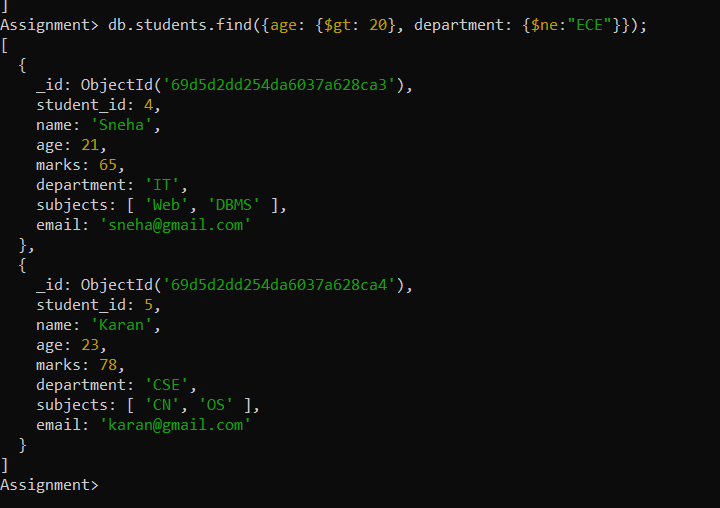 ]
Assignment> db.students.find({age: {$gt: 20}, department: {$ne:"ECE"}});
[
  {
    _id: ObjectId('69d5d2dd254da6037a628ca3'),
    student_id: 4,
    name: 'Sneha',
    age: 21,
    marks: 65,
    department: 'IT',
    subjects: [ 'Web', 'DBMS' ],
    email: 'sneha@gmail.com'
  },
  {
    _id: ObjectId('69d5d2dd254da6037a628ca4'),
    student_id: 5,
    name: 'Karan',
    age: 23,
    marks: 78,
    department: 'CSE',
    subjects: [ 'CN', 'OS' ],
    email: 'karan@gmail.com'
  }
]
Assignment>